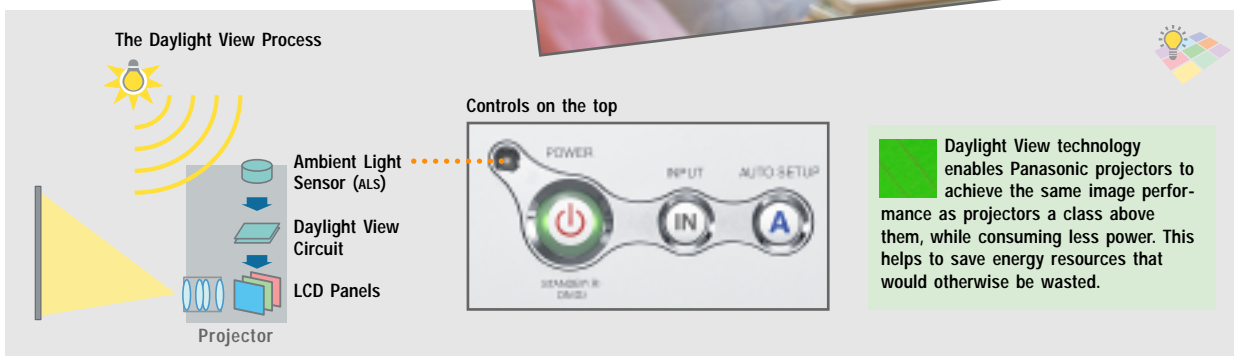 The Daylight View Process
Ambient Light
Sensor (ALS)
Daylight View
Circuit
LCD Panels
Projector
Controls on the top
POWER
INPUT
AUTO SETUP
IN
A
Daylight View technology
enables Panasonic projectors to
achieve the same image perfor-
mance as projectors a class above
them, while consuming less power. This
helps to save energy resources that
would otherwise be wasted.